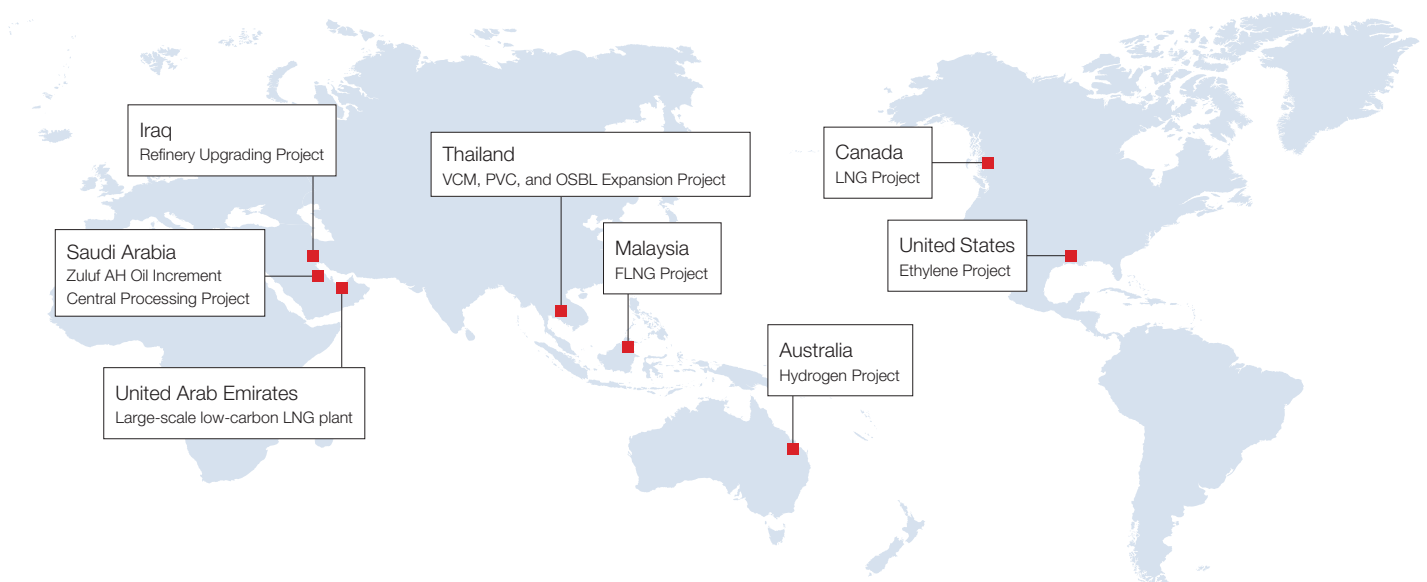 Iraq
Refinery Upgrading Project
Thailand
VCM, PVC, and OSBL Expansion Project
Canada
LNG Project
Saudi Arabia
Zuluf AH Oil Increment
Central Processing Project
Malaysia
FLNG Project
United States
Ethylene Project
Australia
Hydrogen Project
United Arab Emirates
Large-scale low-carbon LNG plant